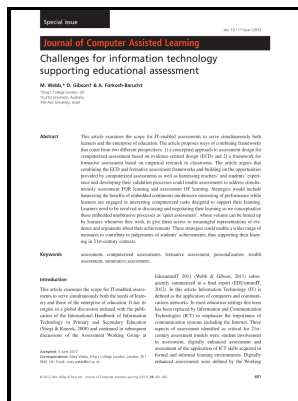 Special issue
doi: 10.1111/jcal.12033
Journal of Computer Assisted Learning
Challenges for information technology
supporting educational assessment
M. Webb,* D. Gibson† & A. Forkosh-Baruch‡
*King's College London, UK
†Curtin University, Australia
‡Tel-Aviv University, Israel
Abstract
This article examines the scope for IT-enabled assessments to serve simultaneously both
learners and the enterprise of education. The article proposes ways of combining frameworks
that come from two different perspectives: 1) a conceptual approach to assessment design for
computerized assessment based on evidence-centred design (ECD) and 2) a framework for
formative assessment based on empirical research in classrooms. The article argues that
combining the ECD and formative assessment frameworks and building on the opportunities
provided by computerized assessments as well as harnessing teachers' and students' experi-
ence and developing their validation processes could enable assessments to address simultan-
eously assessment FOR learning and assessment OF learning. Strategies would include
harnessing the benefits of embedded continuous unobtrusive measuring of performance while
learners are engaged in interesting computerized tasks designed to support their learning.
Learners need to be involved in discussing and negotiating their learning so we conceptualize
these embedded unobtrusive processes as 'quiet assessment', whose volume can be turned up
by learners whenever they wish, to give them access to meaningful representations of evi-
dence and arguments about their achievements. These strategies could enable a wider range of
measures to contribute to judgements of students' achievements, thus supporting their learn-
ing in 21st-century contexts.
Keywords
assessment, computerized assessments, formative assessment, personalization, stealth
assessment, summative assessment.
Introduction
This article examines the scope for IT-enabled assess-
ments to serve simultaneously both the needs of learn-
ers and those of the enterprise of education. It has its
origins in a global discussion initiated with the publi-
cation of the International Handbook of Information
Technology in Primary and Secondary Education
(Voogt & Knezek, 2008) and continued in subsequent
discussions of the Assessment Working Group at
Accepted: 6 June 2013
Correspondence: Mary Webb, King's College London, London, SE1
9NH, UK. Email: mary.webb@kcl.ac.uk
EdusummIT 2011 (Webb & Gibson, 2011) subse-
quently summarized in a final report (EDUsummIT,
2012). In this article Information Technology (IT) is
defined as the application of computers and communi-
cations networks. In most education settings this term
has been replaced by Information and Communication
Technologies (ICT) to emphasize the importance of
communication systems including the Internet. Three
aspects of assessment identified as critical for 21st-
century assessment models were: student involvement
in assessment, digitally enhanced assessment and
assessment of the application of ICT skills acquired in
formal and informal learning environments. Digitally
enhanced assessments were defined by the Working
© 2013 John Wiley & Sons Ltd
451